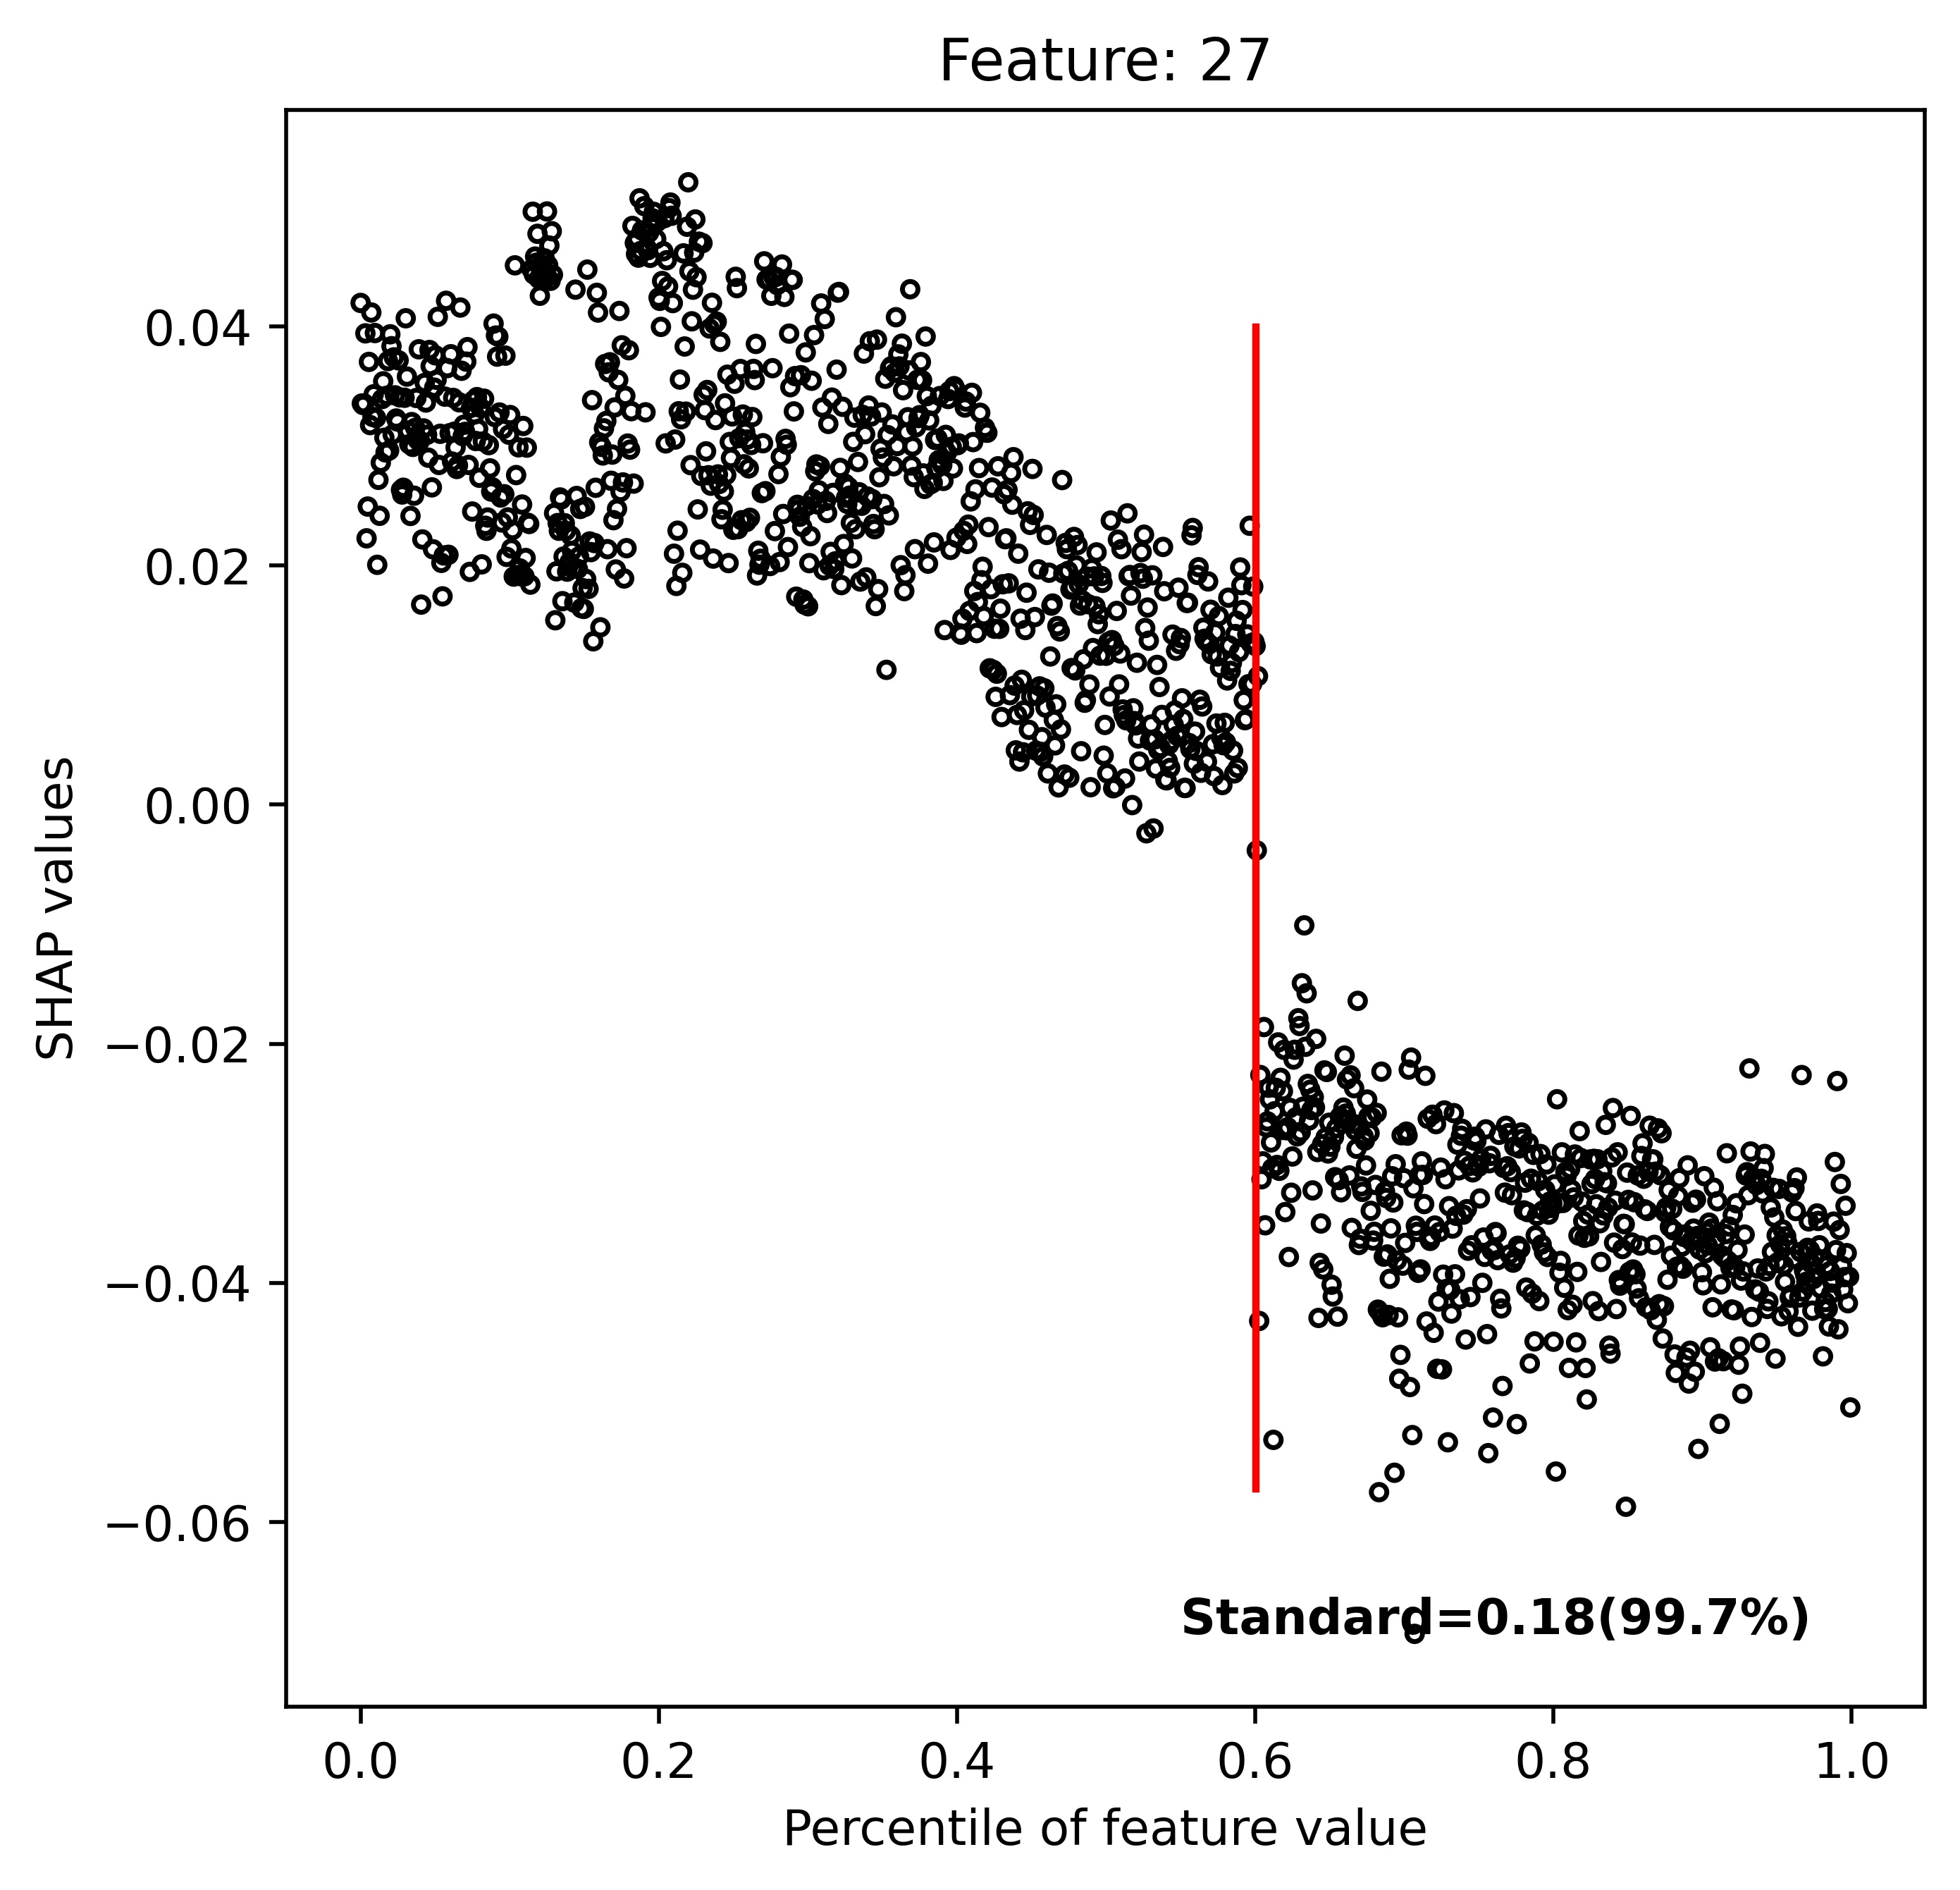 Feature: 27
SHAP values
0.04
0.02
0.00
−0.02
−0.04
−0.06
Standard=0.18(99.7%)
0.0 0.2 0.4 0.6 0.8 1.0
Percentile of feature value